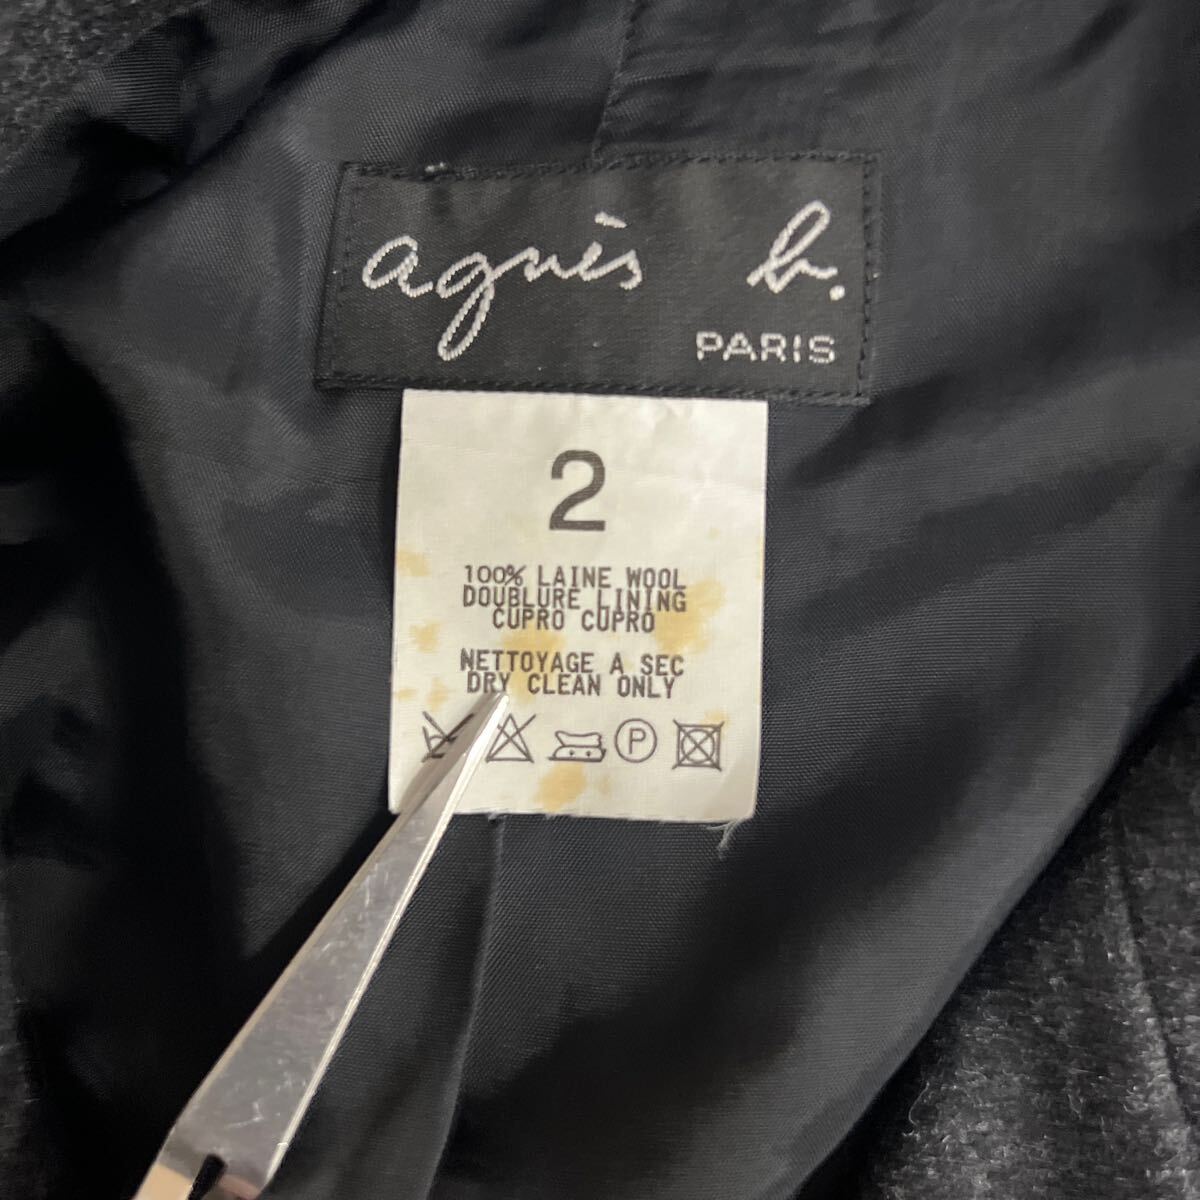 agnès b.
PARIS
2
100% LAINE WOOL
DOUBLURE LINING
CUPRO CUPRO
NETTOYAGE A SEC
DRY CLEAN ONLY
P